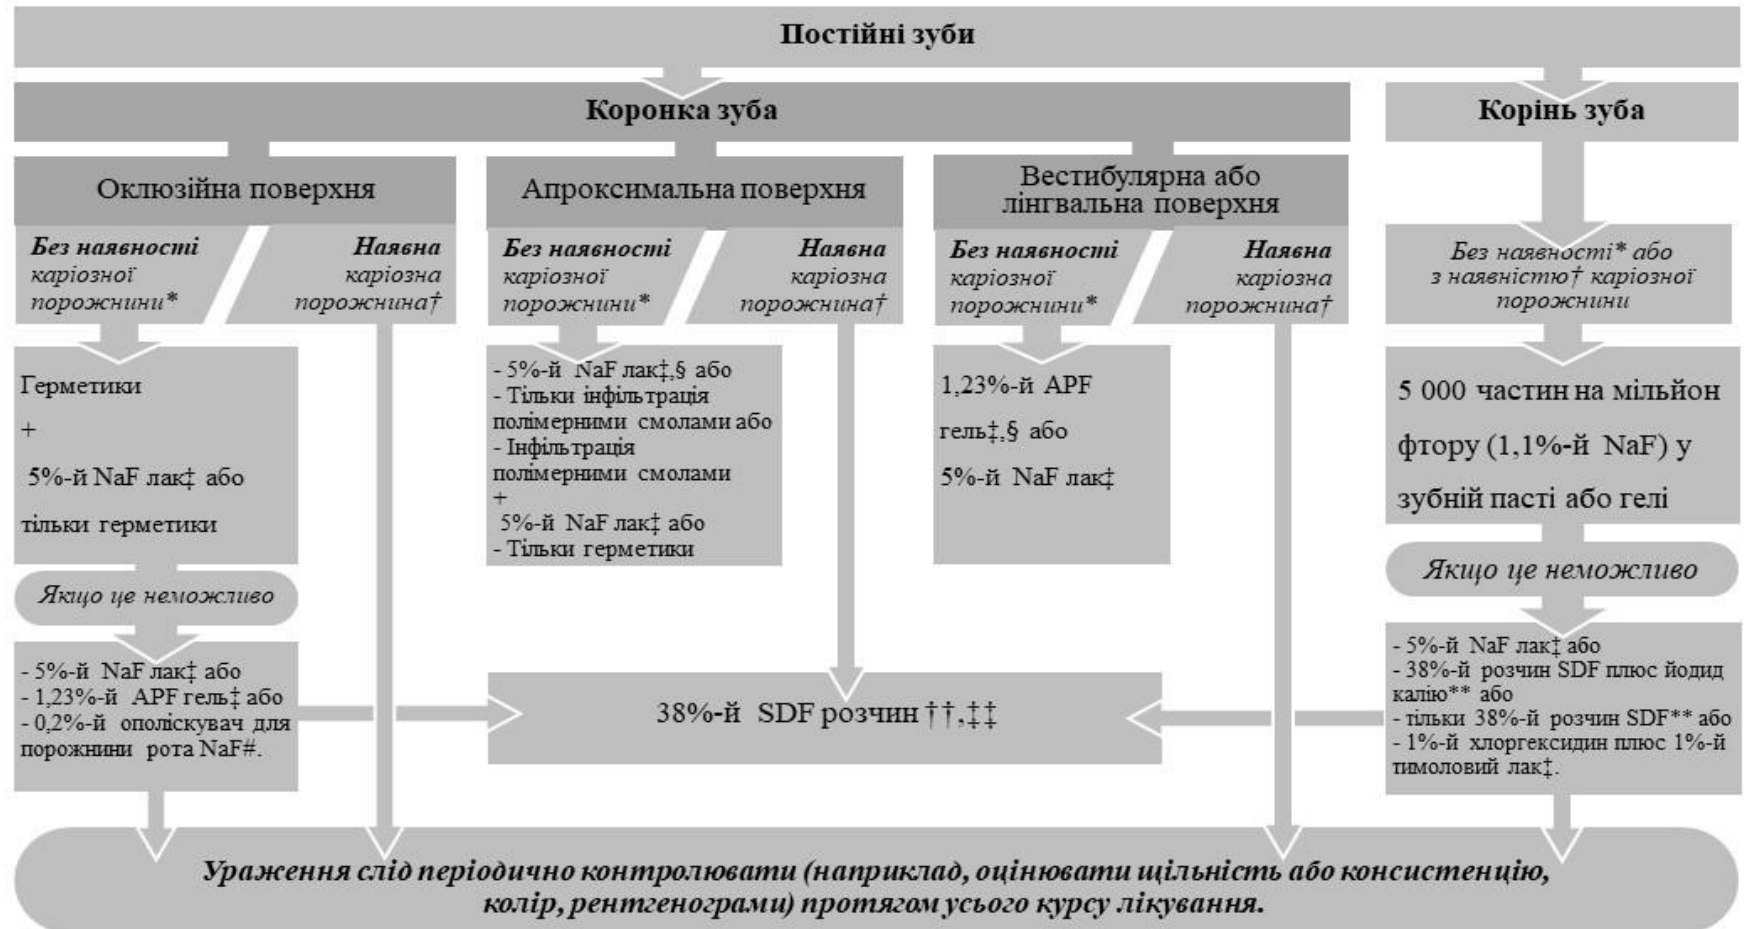 Постійні зуби
Коронка зуба
Корінь зуба
Оклюзійна поверхня
Апроксимальна поверхня
Вестибулярна або
лінгвальна поверхня
Без наявності
каріозної
порожнини*
Наявна
каріозна
порожнина†
Без наявності
каріозної
порожнини*
Наявна
каріозна
порожнина†
Без наявності
каріозної
порожнини*
Наявна
каріозна
порожнина†
Без наявності* або
з наявністю† каріозної
порожнини
Герметики
+
5%-й NaF лак‡ або
тільки герметики
- 5%-й NaF лак‡,§ або
- Тільки інфільтрація
полімерними смолами або
- Інфільтрація
полімерними смолами
+
5%-й NaF лак‡ або
- Тільки герметики
1,23%-й APF
гель‡,§ або
5%-й NaF лак‡
5 000 частин на мільйон
фтору (1,1%-й NaF) у
зубній пасті або гелі
Якщо це неможливо
Якщо це неможливо
- 5%-й NaF лак‡ або
- 1,23%-й APF гель‡ або
- 0,2%-й ополіскувач для
порожнини рота NaF#.
38%-й SDF розчин ††,‡‡
- 5%-й NaF лак‡ або
- 38%-й розчин SDF плюс йодид
калію** або
- тільки 38%-й розчин SDF** або
- 1%-й хлоргексидин плюс 1%-й
тимоловий лак‡.
Ураження слід періодично контролювати (наприклад, оцінювати щільність або консистенцію,
колір, рентгенограми) протягом усього курсу лікування.